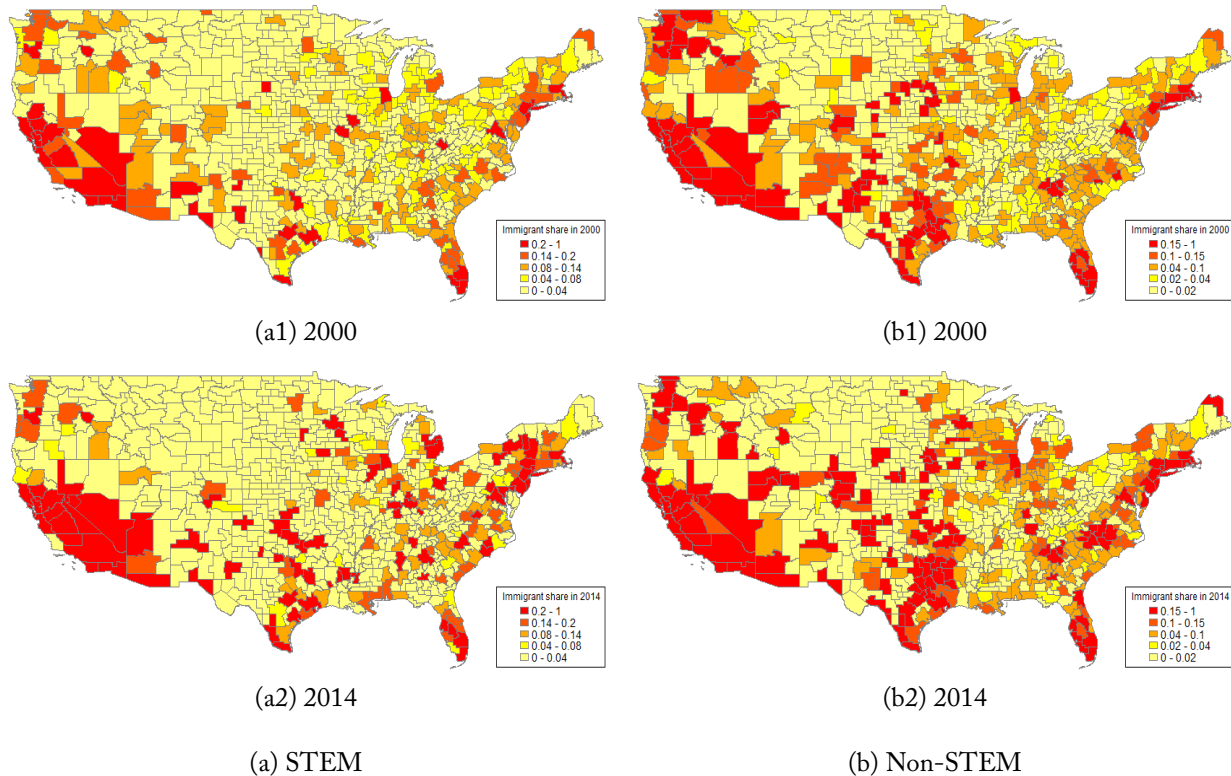 Immigrant share in 2000
0.2 - 1
0.14 - 0.2
0.08 - 0.14
0.04 - 0.08
0 - 0.04
(a1) 2000
Immigrant share in 2000
0.15 - 1
0.1 - 0.15
0.04 - 0.1
0.02 - 0.04
0 - 0.02
(b1) 2000
Immigrant share in 2014
0.2 - 1
0.14 - 0.2
0.08 - 0.14
0.04 - 0.08
0 - 0.04
(a2) 2014
Immigrant share in 2014
0.15 - 1
0.1 - 0.15
0.04 - 0.1
0.02 - 0.04
0 - 0.02
(b2) 2014
(a) STEM
(b) Non-STEM